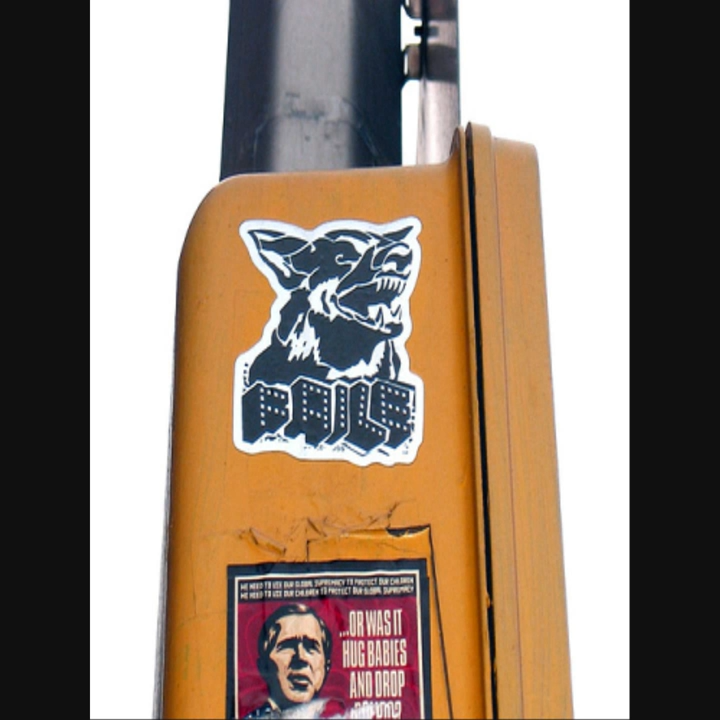 FAILE
WE NEED TO USE OUR GLOBAL SUPREMACY TO PROTECT OUR CHILDREN
WE NEED TO USE OUR CHILDREN TO PROTECT OUR GLOBAL SUPREMACY
...OR WAS IT
HUG BABIES
AND DROP